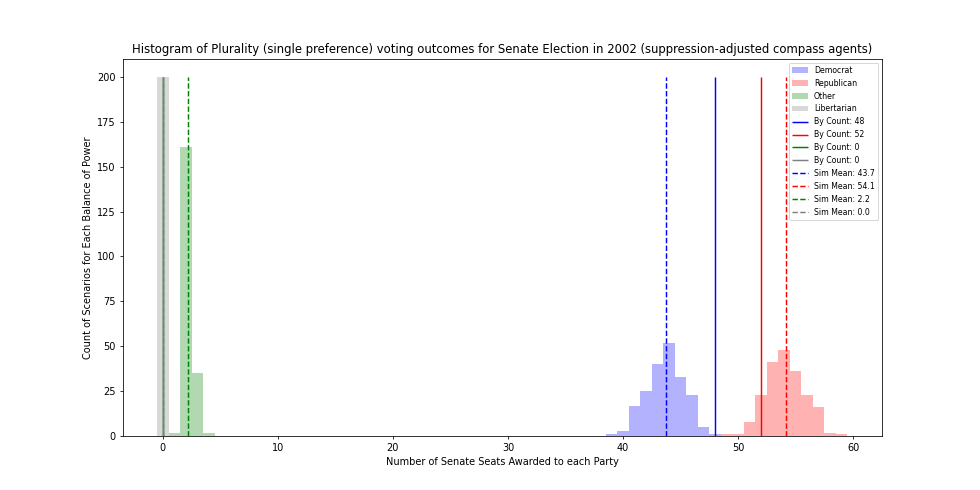 Histogram of Plurality (single preference) voting outcomes for Senate Election in 2002 (suppression-adjusted compass agents)
Democrat
Republican
Other
Libertarian
By Count: 48
By Count: 52
By Count: 0
By Count: 0
Sim Mean: 43.7
Sim Mean: 54.1
Sim Mean: 2.2
Sim Mean: 0.0
Count of Scenarios for Each Balance of Power
200
175
150
125
100
75
50
25
0
0 10 20 30 40 50 60
Number of Senate Seats Awarded to each Party